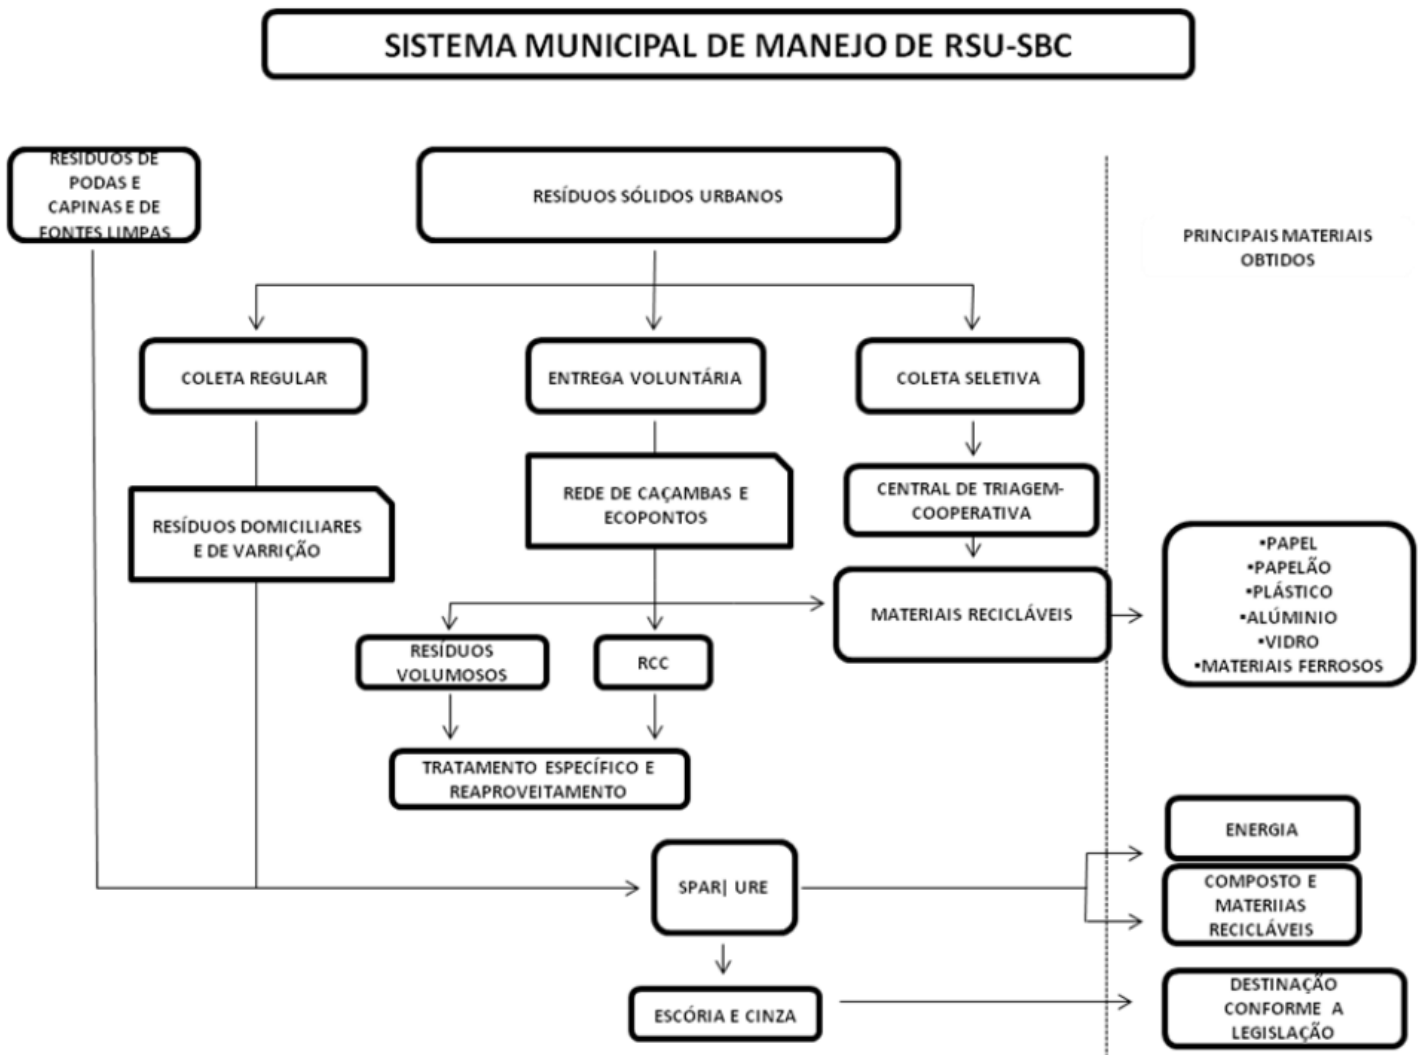 SISTEMA MUNICIPAL DE MANEJO DE RSU-SBC
RESÍDUOS DE
PODAS E
CAPINAS E DE
FONTES LIMPAS
RESÍDUOS SÓLIDOS URBANOS
PRINCIPAIS MATERIAIS
OBTIDOS
COLETA REGULAR
ENTREGA VOLUNTÁRIA
COLETA SELETIVA
RESÍDUOS DOMICILIARES
E DE VARRIÇÃO
REDE DE CAÇAMBAS E
ECOPONTOS
CENTRAL DE TRIAGEM-
COOPERATIVA
MATERIAIS RECICLÁVEIS
•PAPEL
•PAPELÃO
•PLÁSTICO
•ALÚMINIO
•VIDRO
•MATERIAIS FERROSOS
RESÍDUOS
VOLUMOSOS
RCC
TRATAMENTO ESPECÍFICO E
REAPROVEITAMENTO
SPAR| URE
ENERGIA
COMPOSTO E
MATERIIAS
RECICLÁVEIS
ESCÓRIA E CINZA
DESTINAÇÃO
CONFORME A
LEGISLAÇÃO